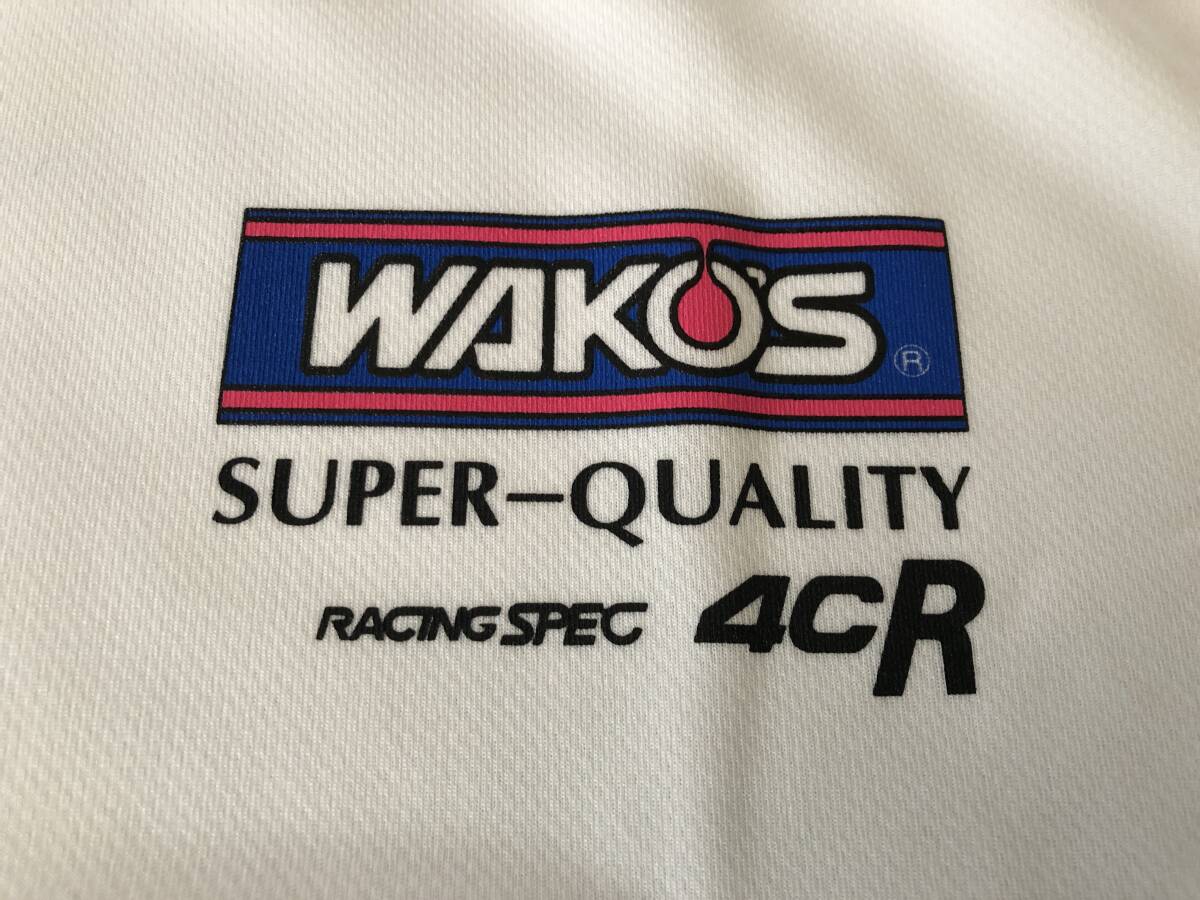 WAKO'S ®
SUPER-QUALITY
RACING SPEC 4CR